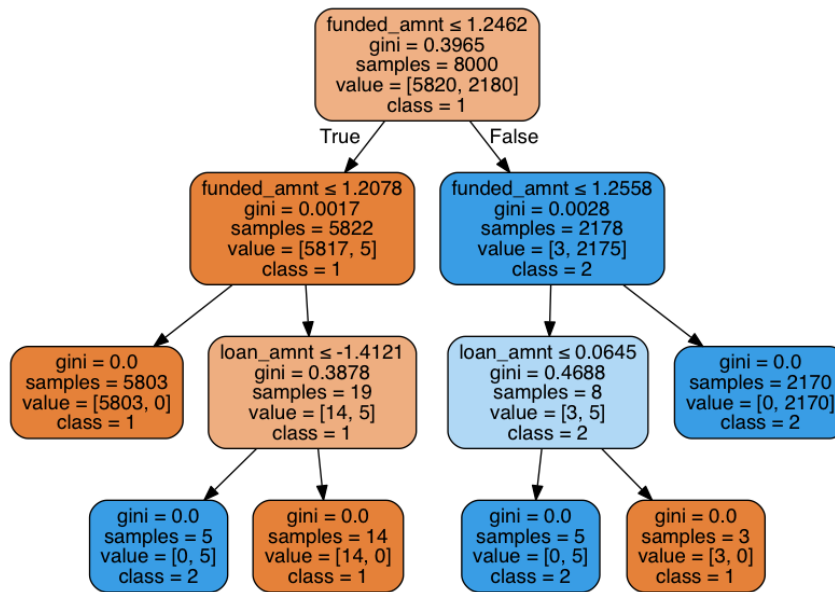 funded_amnt ≤ 1.2462
gini = 0.3965
samples = 8000
value = [5820, 2180]
class = 1
True
False
funded_amnt ≤ 1.2078
gini = 0.0017
samples = 5822
value = [5817, 5]
class = 1
funded_amnt ≤ 1.2558
gini = 0.0028
samples = 2178
value = [3, 2175]
class = 2
gini = 0.0
samples = 5803
value = [5803, 0]
class = 1
loan_amnt ≤ -1.4121
gini = 0.3878
samples = 19
value = [14, 5]
class = 1
loan_amnt ≤ 0.0645
gini = 0.4688
samples = 8
value = [3, 5]
class = 2
gini = 0.0
samples = 2170
value = [0, 2170]
class = 2
gini = 0.0
samples = 5
value = [0, 5]
class = 2
gini = 0.0
samples = 14
value = [14, 0]
class = 1
gini = 0.0
samples = 5
value = [0, 5]
class = 2
gini = 0.0
samples = 3
value = [3, 0]
class = 1